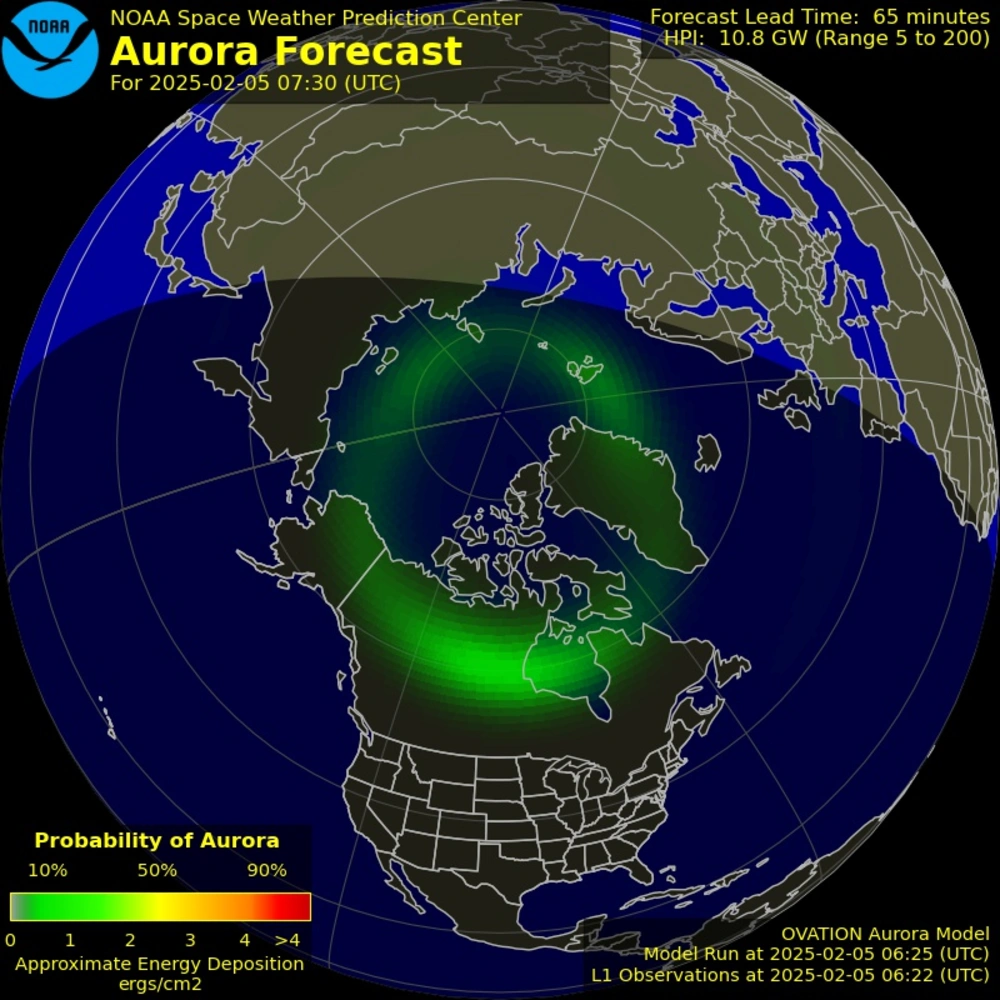 NOAA
NOAA Space Weather Prediction Center
Aurora Forecast
For 2025-02-05 07:30 (UTC)
Forecast Lead Time: 65 minutes
HPI: 10.8 GW (Range 5 to 200)
Probability of Aurora
10% 50% 90%
0 1 2 3 4 >4
Approximate Energy Deposition
ergs/cm2
OVATION Aurora Model
Model Run at 2025-02-05 06:25 (UTC)
L1 Observations at 2025-02-05 06:22 (UTC)